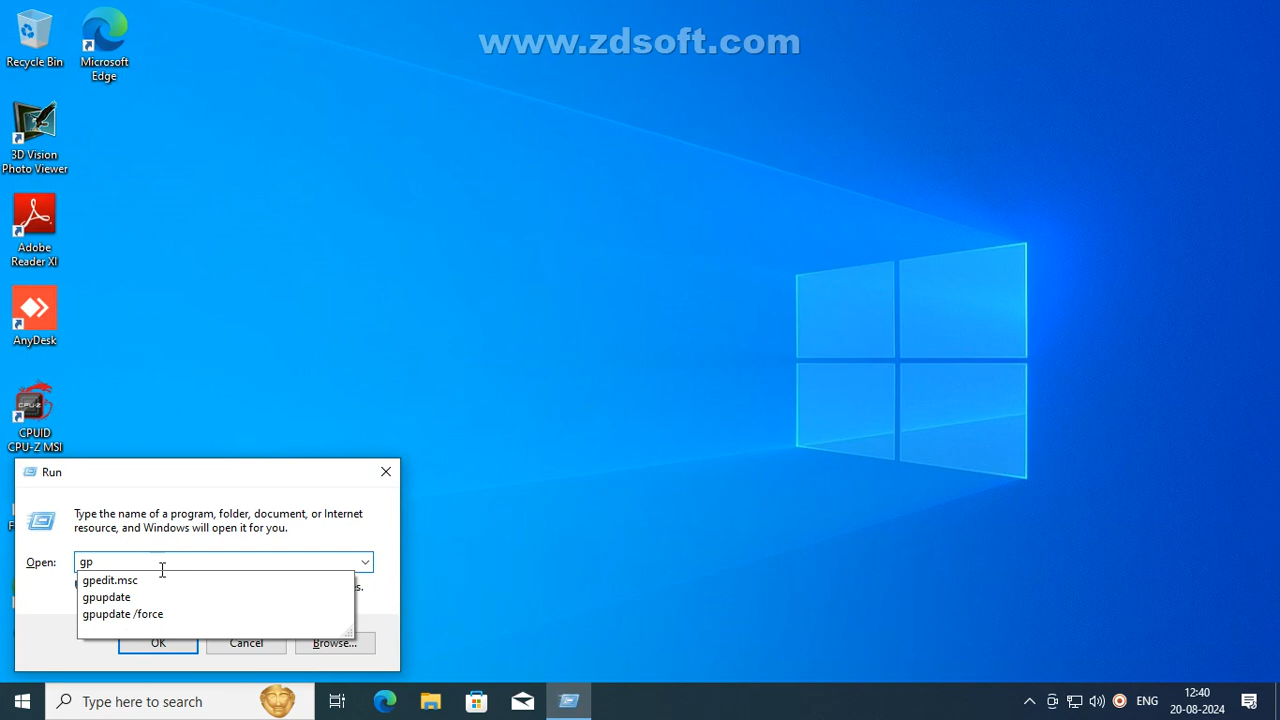 www.zdsoft.com
Recycle Bin
Microsoft
Edge
3D Vision
Photo Viewer
Adobe
Reader XI
AnyDesk
CPU-Z
CPUID
CPU-Z MSI
Run
Type the name of a program, folder, document, or Internet
resource, and Windows will open it for you.
Open:
gp
gpedit.msc
gpupdate
gpupdate /force
OK
Cancel
Browse...
Type here to search
ENG
12:40
20-08-2024